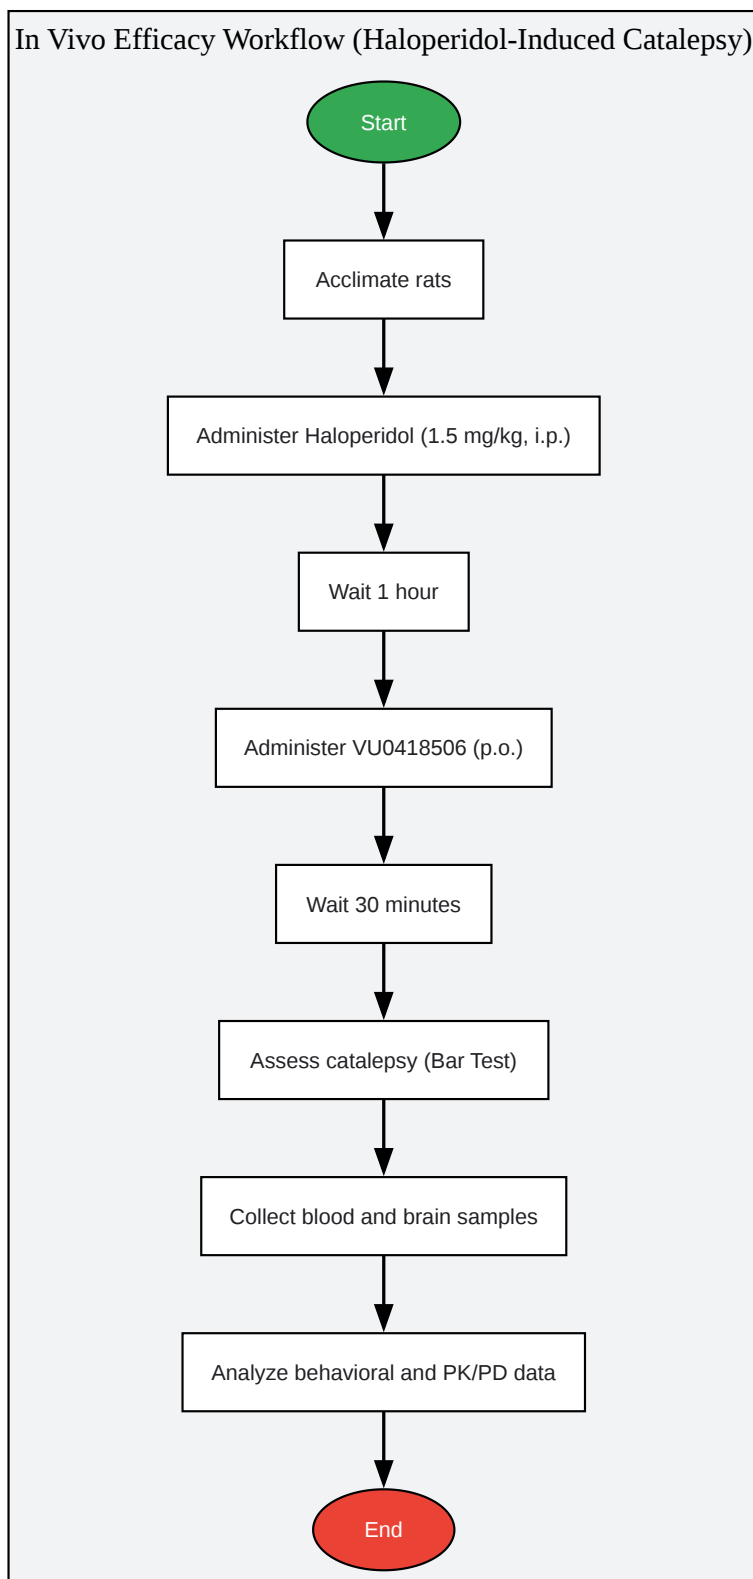 In Vivo Efficacy Workflow (Haloperidol-Induced Catalepsy)
Start
Acclimate rats
Administer Haloperidol (1.5 mg/kg, i.p.)
Wait 1 hour
Administer VU0418506 (p.o.)
Wait 30 minutes
Assess catalepsy (Bar Test)
Collect blood and brain samples
Analyze behavioral and PK/PD data
End